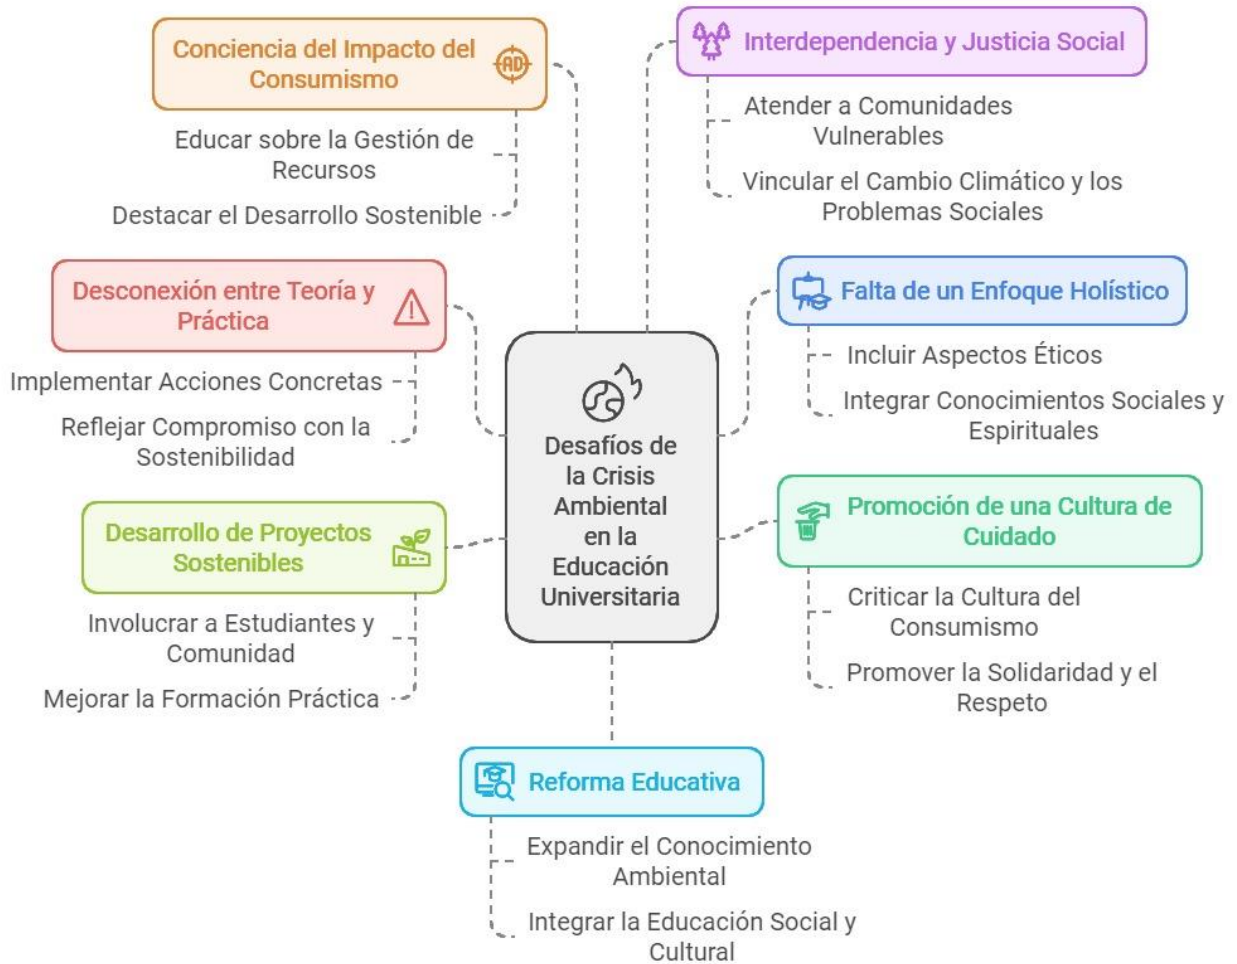 Conciencia del Impacto del
Consumismo
AD
Educar sobre la Gestión de
Recursos
Destacar el Desarrollo Sostenible
Interdependencia y Justicia Social
Atender a Comunidades
Vulnerables
Vincular el Cambio Climático y los
Problemas Sociales
Desconexión entre Teoría y
Práctica
Implementar Acciones Concretas
Reflejar Compromiso con la
Sostenibilidad
Falta de un Enfoque Holístico
Incluir Aspectos Éticos
Integrar Conocimientos Sociales y
Espirituales
Desafíos de
la Crisis
Ambiental
en la
Educación
Universitaria
Desarrollo de Proyectos
Sostenibles
Involucrar a Estudiantes y
Comunidad
Mejorar la Formación Práctica
Promoción de una Cultura de
Cuidado
Criticar la Cultura del
Consumismo
Promover la Solidaridad y el
Respeto
Reforma Educativa
Expandir el Conocimiento
Ambiental
Integrar la Educación Social y
Cultural